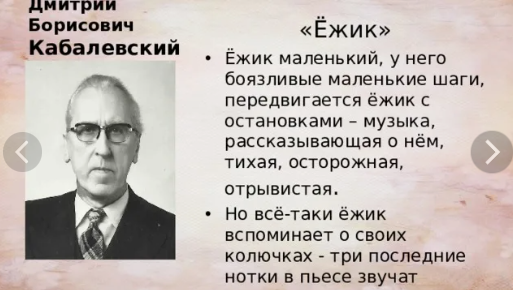 Дмитрий
Борисович
Кабалевский
«Ёжик»
• Ёжик маленький, у него
боязливые маленькие шаги,
передвигается ёжик с
остановками – музыка,
рассказывающая о нём,
тихая, осторожная,
отрывистая.
• Но всё-таки ёжик
вспоминает о своих
колючках - три последние
нотки в пьесе звучат